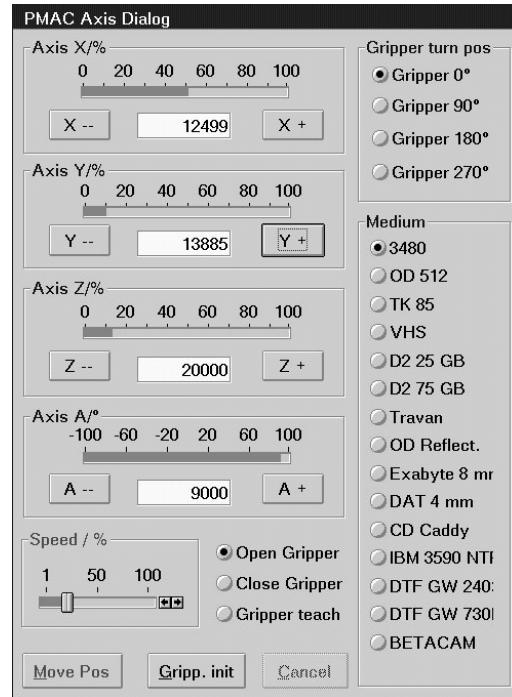 PMAC Axis Dialog
Axis X/%
0 20 40 60 80 100
X -- 12499 X +
Axis Y/%
0 20 40 60 80 100
Y -- 13885 Y +
Axis Z/%
0 20 40 60 80 100
Z -- 20000 Z +
Axis A/°
-100 -60 -20 20 60 100
A -- 9000 A +
Speed / %
1 50 100
Open Gripper
Close Gripper
Gripper teach
Move Pos Gripp. init Cancel
Gripper turn pos
Gripper 0°
Gripper 90°
Gripper 180°
Gripper 270°
Medium
3480
OD 512
TK 85
VHS
D2 25 GB
D2 75 GB
Travan
OD Reflect.
Exabyte 8 mr
DAT 4 mm
CD Caddy
IBM 3590 NTI
DTF GW 240
DTF GW 730
BETACAM